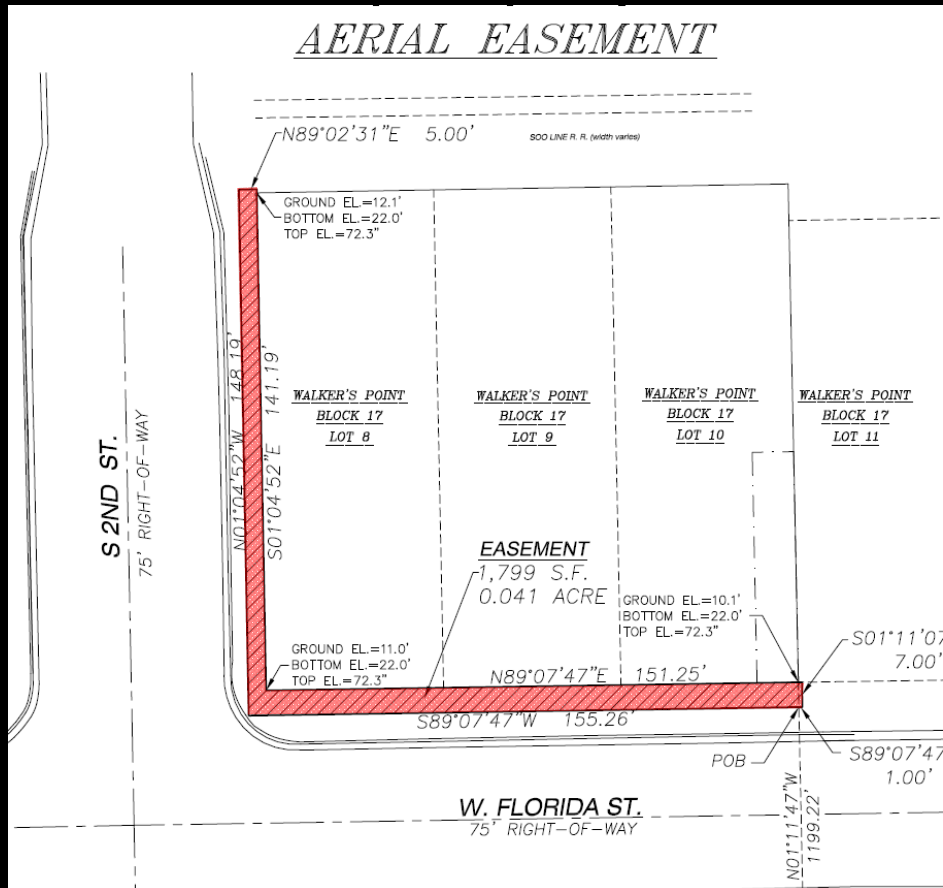 AERIAL EASEMENT
N89°02'31"E 5.00'
SOO LINE R. R. (width varies)
GROUND EL.=12.1'
BOTTOM EL.=22.0'
TOP EL.=72.3"
N01°04'52"W 148.19'
S01°04'52"E 141.19'
WALKER'S POINT
BLOCK 17
LOT 8
WALKER'S POINT
BLOCK 17
LOT 9
WALKER'S POINT
BLOCK 17
LOT 10
WALKER'S POINT
BLOCK 17
LOT 11
S 2ND ST.
75' RIGHT-OF-WAY
EASEMENT
1,799 S.F.
0.041 ACRE
GROUND EL.=10.1'
BOTTOM EL.=22.0'
TOP EL.=72.3"
S01°11'07
7.00'
GROUND EL.=11.0'
BOTTOM EL.=22.0'
TOP EL.=72.3"
N89°07'47"E 151.25'
S89°07'47"W 155.26'
POB
S89°07'47
1.00'
N01°11'47"W
1199.22'
W. FLORIDA ST.
75' RIGHT-OF-WAY